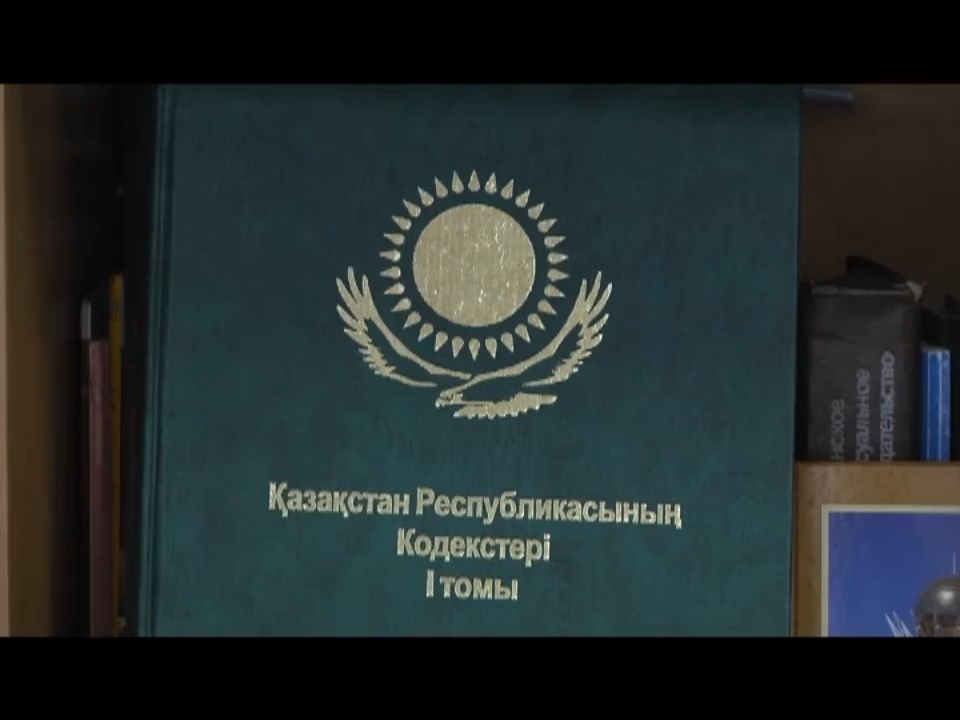 Қазақстан Республикасының
Кодекстері
І томы